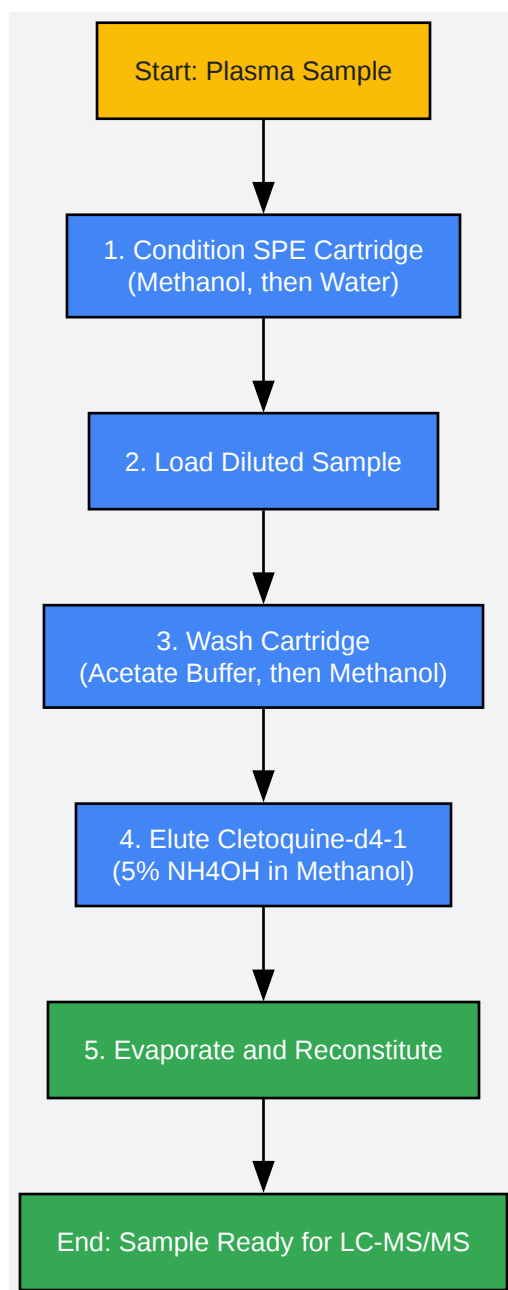 Start: Plasma Sample
1. Condition SPE Cartridge
(Methanol, then Water)
2. Load Diluted Sample
3. Wash Cartridge
(Acetate Buffer, then Methanol)
4. Elute Cletoquine-d4-1
(5% NH4OH in Methanol)
5. Evaporate and Reconstitute
End: Sample Ready for LC-MS/MS